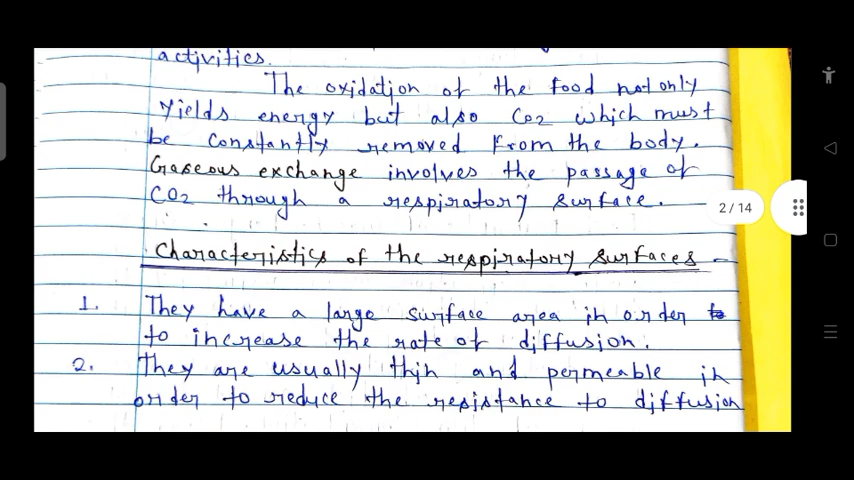 activities.
The oxidation of the food not only
yields energy but also CO2 which must
be constantly removed from the body.
Gaseous exchange involves the passage of
CO2 through a respiratory surface.
2/14
Characteristics of the respiratory surfaces -
1. They have a large surface area in order to
to increase the rate of diffusion.
2. They are usually thin and permeable in
order to reduce the resistance to diffusion